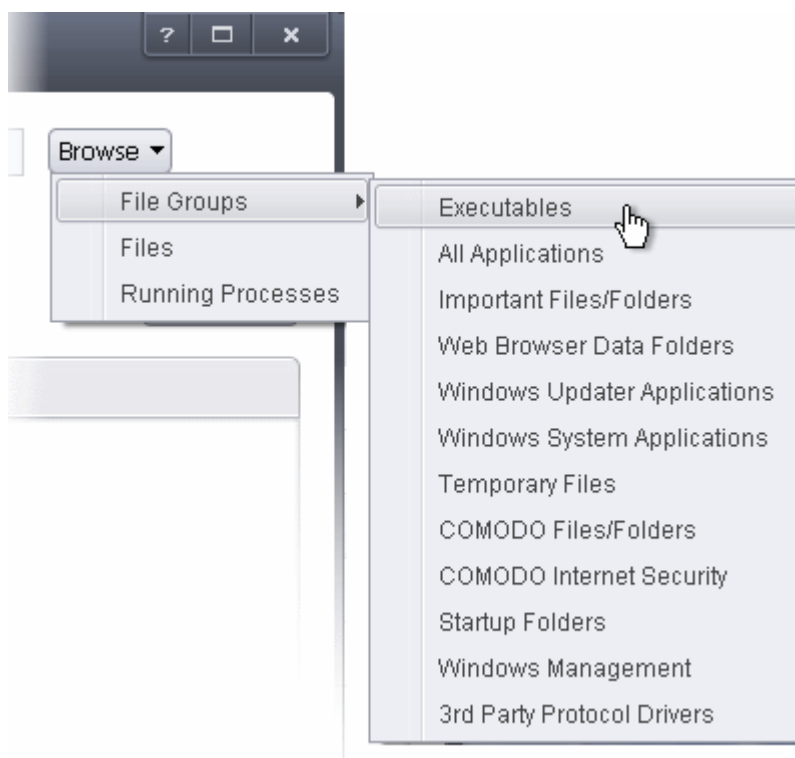 ?
Browse
File Groups
Files
Running Processes
Executables
All Applications
Important Files/Folders
Web Browser Data Folders
Windows Updater Applications
Windows System Applications
Temporary Files
COMODO Files/Folders
COMODO Internet Security
Startup Folders
Windows Management
3rd Party Protocol Drivers